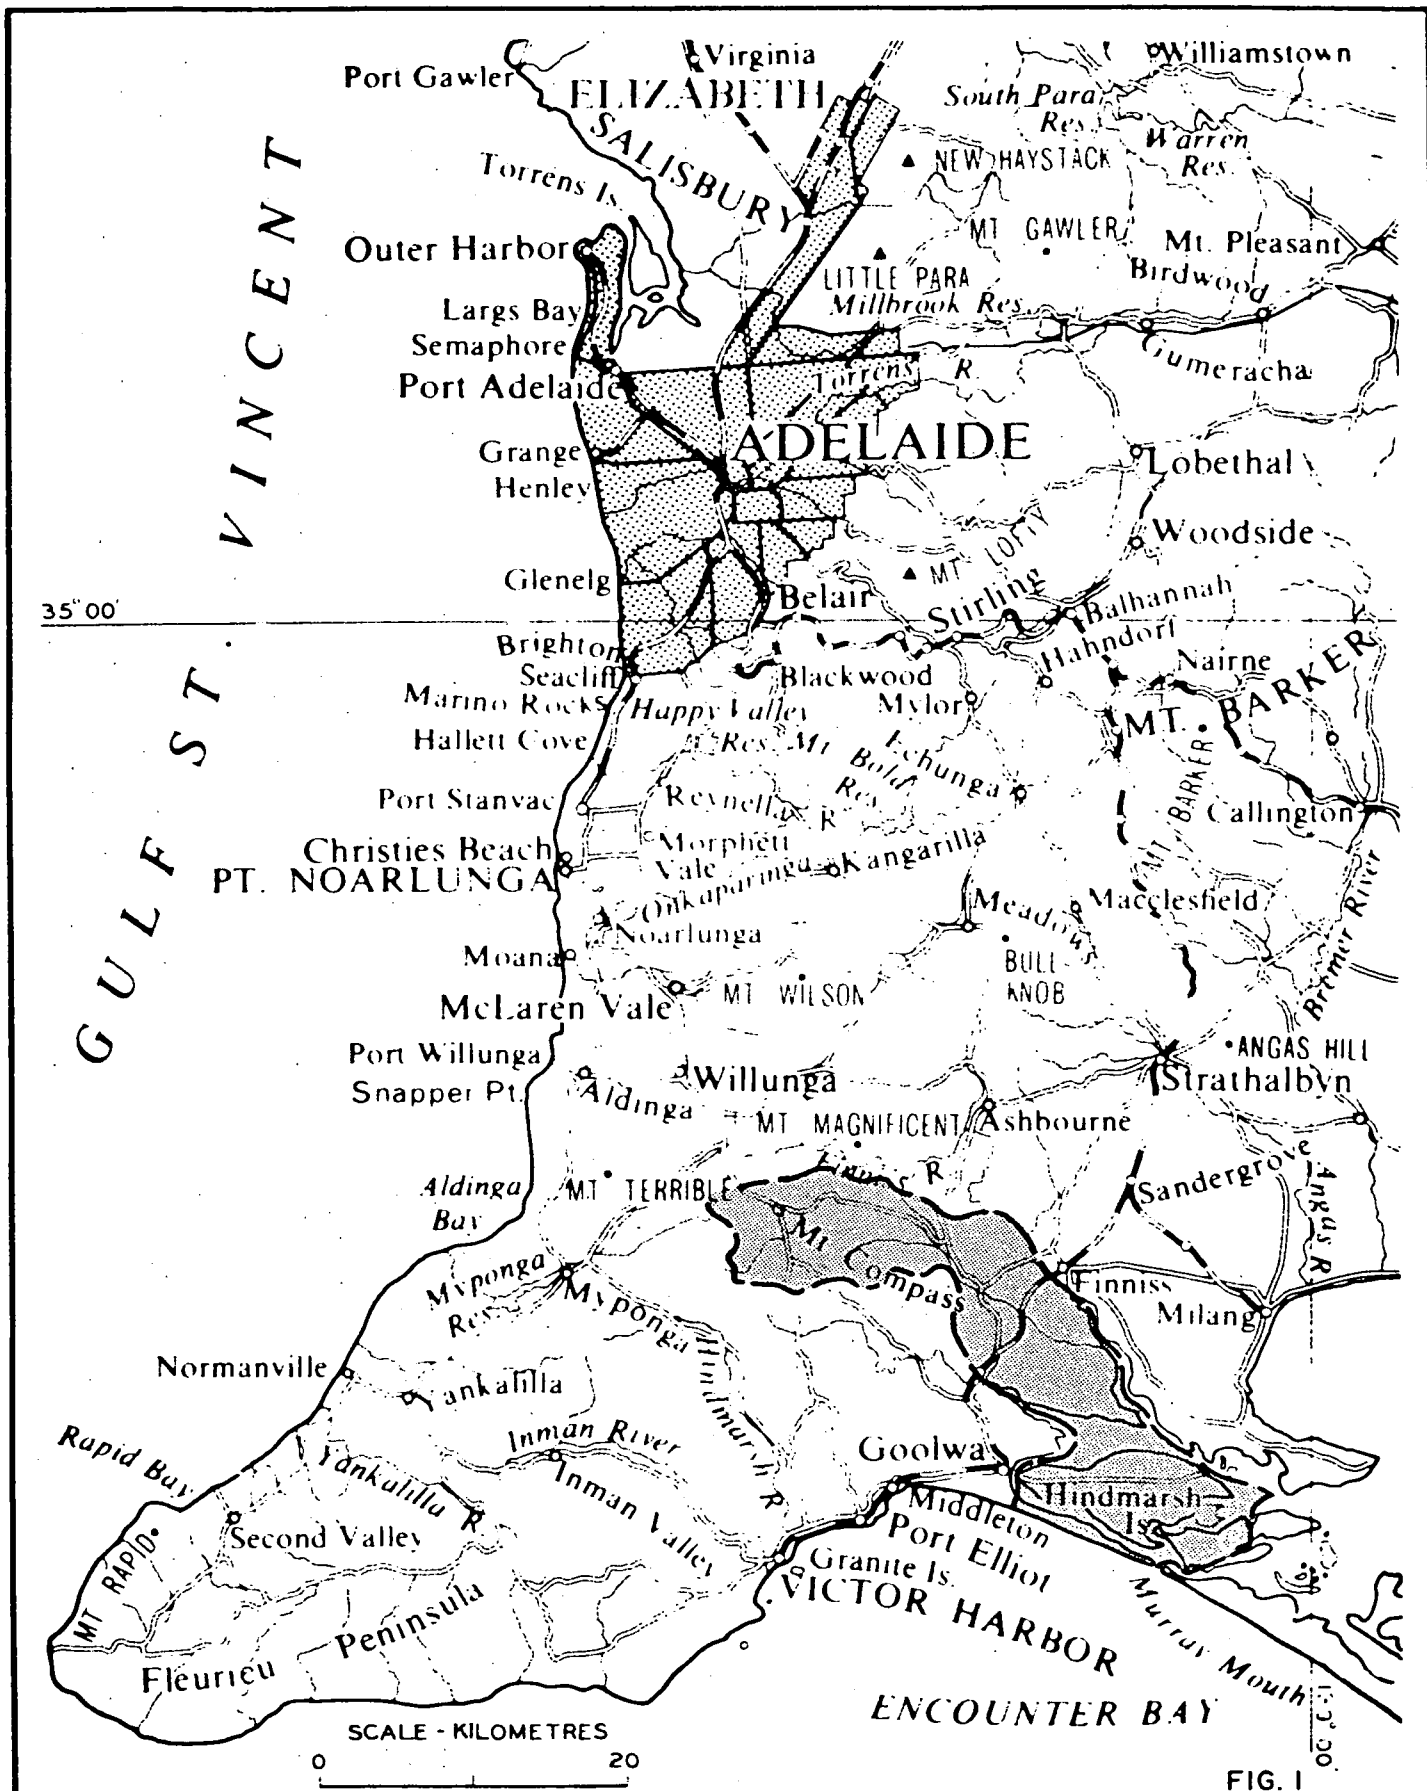 Port Gawler
Virginia
Williamstown
ELIZABETH
South Para
Res.
SALISBURY
Warren
Res.
NEW HAYSTACK
Torrens Is.
MT GAWLER
Outer Harbor
Mt. Pleasant
LITTLE PARA
Birdwood
Millbrook Res.
Largs Bay
Semaphore
Gumeracha
Port Adelaide
Torrens R.
ADELAIDE
Grange
Lobethal
Henley
GULF ST. VINCENT
MT LOFTY
Woodside
Glenelg
Belair
Stirling
Balhannah
35°00'
Hahndorf
Brighton
Seacliff
Blackwood
Nairne
Marino Rocks
Happy Valley
Res.
Mylor
MT. BARKER
Hallett Cove
Mt
Bold
Res.
Echunga
MT BARKER
Port Stanvac
Reynella
R
Callington
Christies Beach
Morphett
Vale
PT. NOARLUNGA
Onkaparinga
Kangarilla
Bremer River
Meadows
Macclesfield
Noarlunga
Moana
BULL
KNOB
McLaren Vale
MT WILSON
Port Willunga
ANGAS HILL
Snapper Pt.
Willunga
Strathalbyn
Aldinga
MT MAGNIFICENT
Ashbourne
Finniss R
Sandergrove
Angas R
Aldinga
Bay
MT TERRIBLE
Mt
Compass
Myponga
Res.
Myponga
Finniss
Milang
Normanville
Yankalilla
Hindmarsh R
Rapid Bay
Inman River
Yankalilla R
Goolwa
Inman Valley
Hindmarsh
Is.
Middleton
Second Valley
Port Elliot
MT RAPID
Granite Is.
VICTOR HARBOR
Murray Mouth
Fleurieu Peninsula
ENCOUNTER BAY
SCALE - KILOMETRES
0 20
FIG. 1